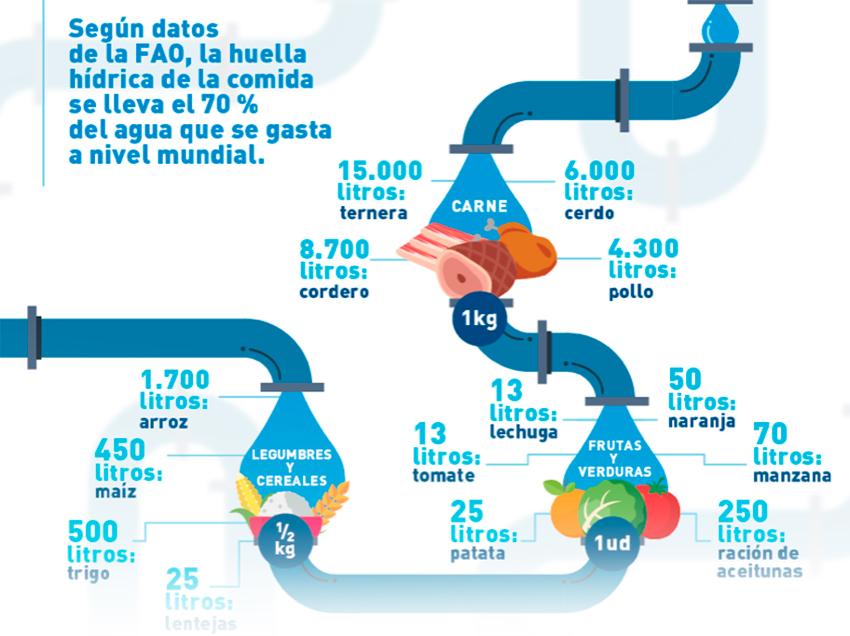 Según datos
de la FAO, la huella
hídrica de la comida
se lleva el 70 %
del agua que se gasta
a nivel mundial.
15.000
litros:
ternera
6.000
litros:
cerdo
CARNE
8.700
litros:
cordero
4.300
litros:
pollo
1kg
1.700
litros:
arroz
450
litros:
maíz
LEGUMBRES
Y
CEREALES
500
litros:
trigo
25
litros:
lentejas
1/2
kg
13
litros:
lechuga
50
litros:
naranja
13
litros:
tomate
FRUTAS
Y
VERDURAS
70
litros:
manzana
25
litros:
patata
250
litros:
ración de
aceitunas
1ud